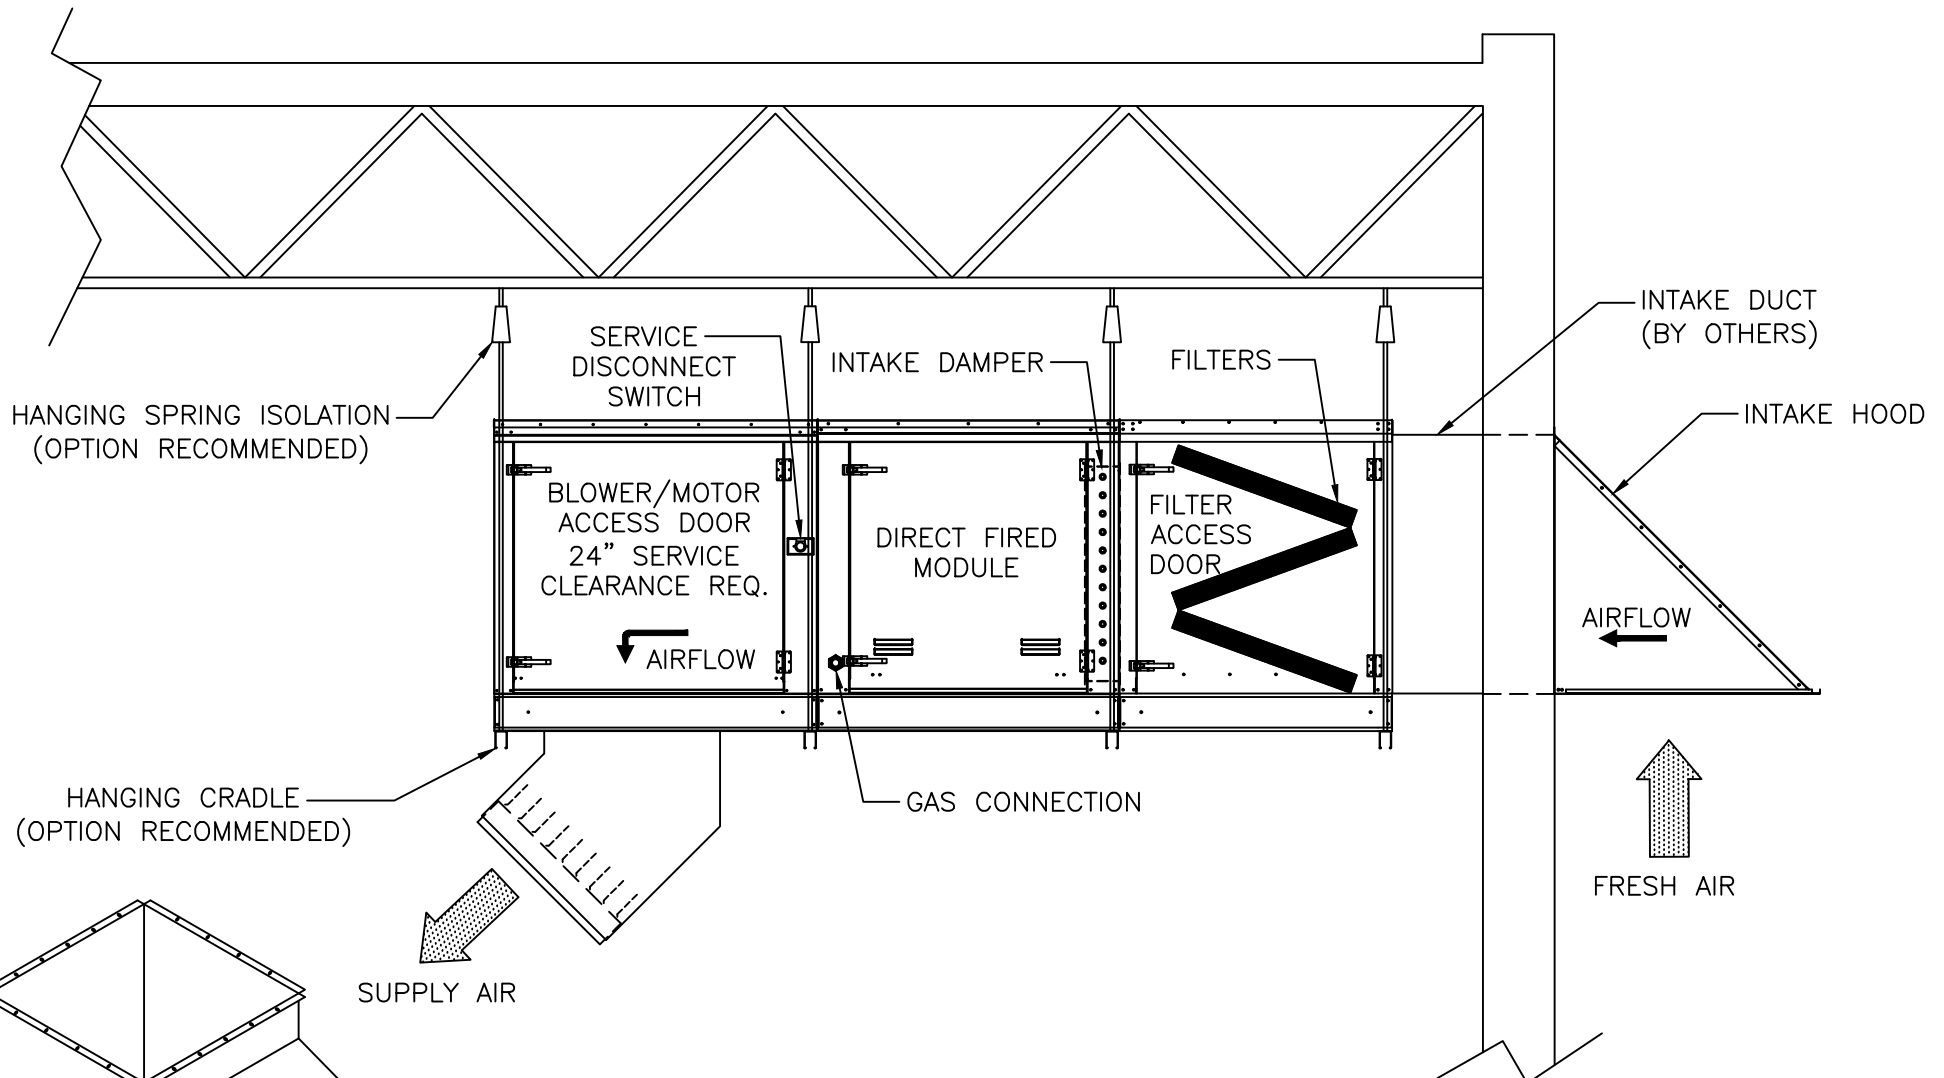 INTAKE DUCT
(BY OTHERS)
SERVICE
DISCONNECT
SWITCH
INTAKE DAMPER
FILTERS
HANGING SPRING ISOLATION
(OPTION RECOMMENDED)
INTAKE HOOD
BLOWER/MOTOR
ACCESS DOOR
24” SERVICE
CLEARANCE REQ.
AIRFLOW
DIRECT FIRED
MODULE
FILTER
ACCESS
DOOR
AIRFLOW
HANGING CRADLE
(OPTION RECOMMENDED)
GAS CONNECTION
FRESH AIR
SUPPLY AIR